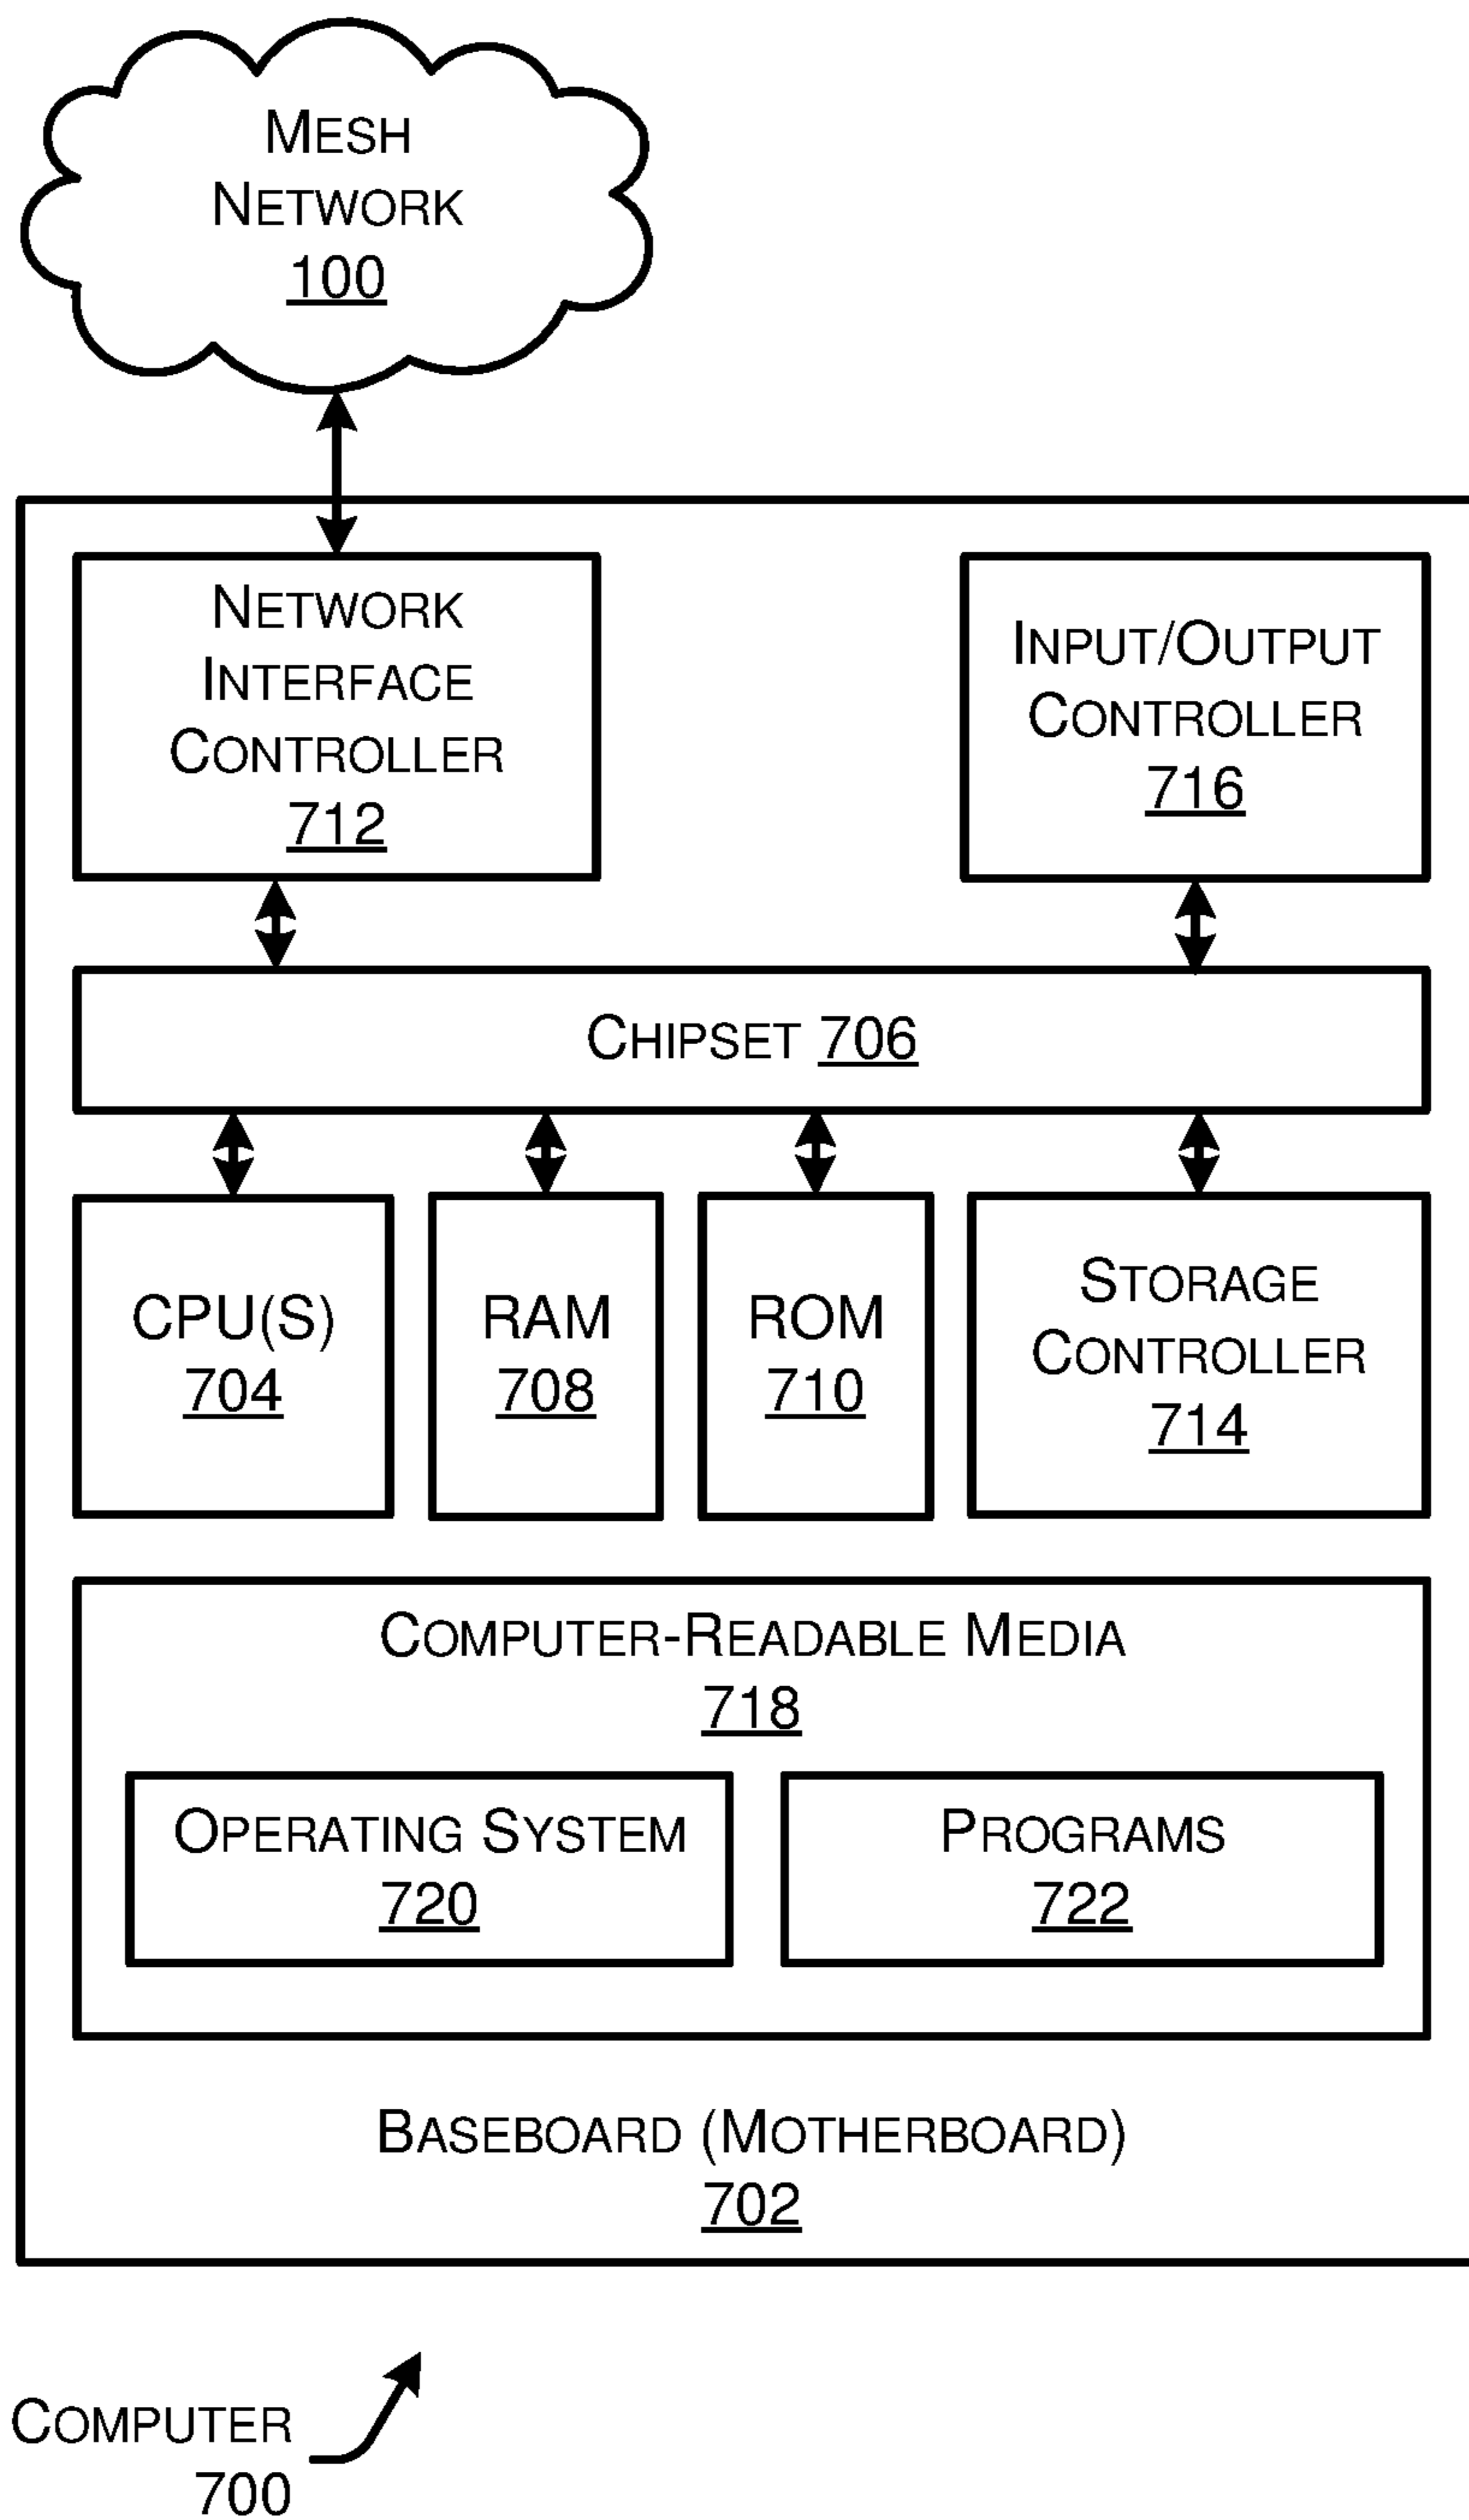 MESH
NETWORK
100
NETWORK
INTERFACE
CONTROLLER
712
INPUT/OUTPUT
CONTROLLER
716
CHIPSET 706
CPU(S)
704
RAM
708
ROM
710
STORAGE
CONTROLLER
714
COMPUTER-READABLE MEDIA
718
OPERATING SYSTEM
720
PROGRAMS
722
BASEBOARD (MOTHERBOARD)
702
COMPUTER
700